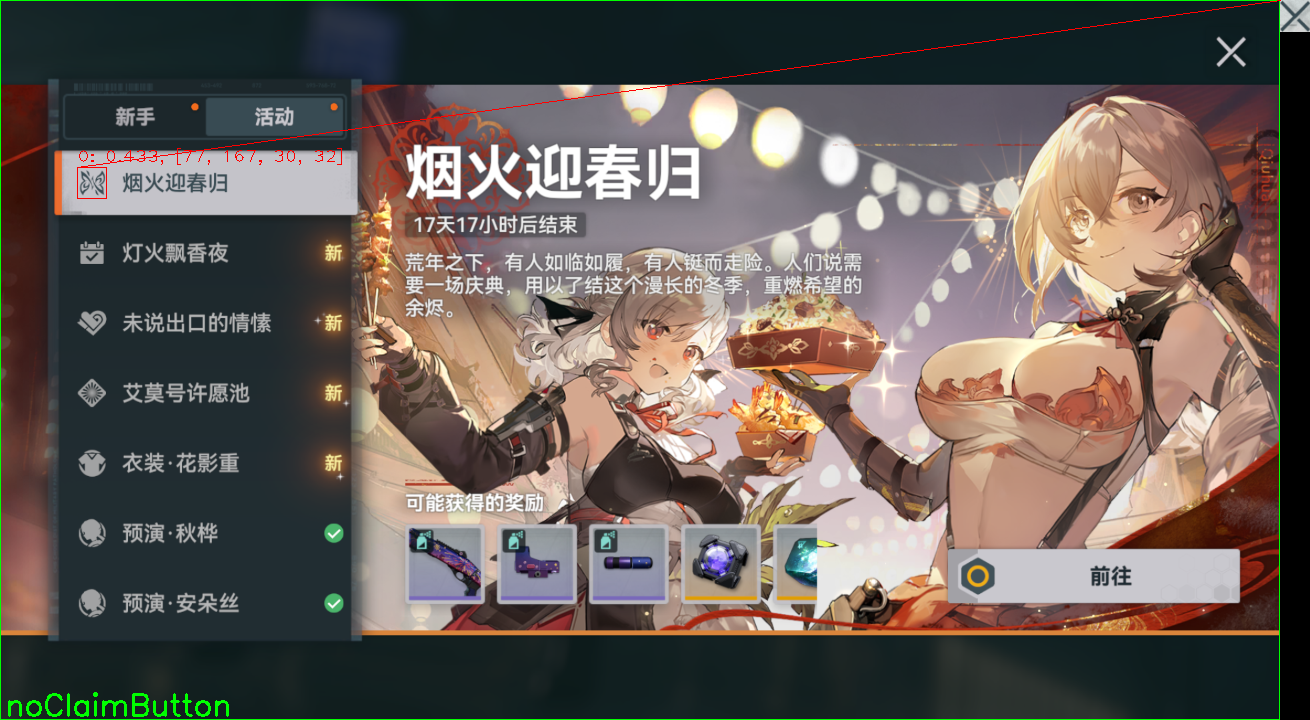 新手
活动
0: 0.433, [77, 167, 30, 32]
烟火迎春归
灯火飘香夜
新
未说出口的情愫
新
艾莫号许愿池
新
衣装·花影重
新
预演·秋桦
预演·安朵丝
烟火迎春归
17天17小时后结束
荒年之下，有人如临如履，有人铤而走险。人们说需
要一场庆典，用以了结这个漫长的冬季，重燃希望的
余烬。
可能获得的奖励
前往
noClaimButton